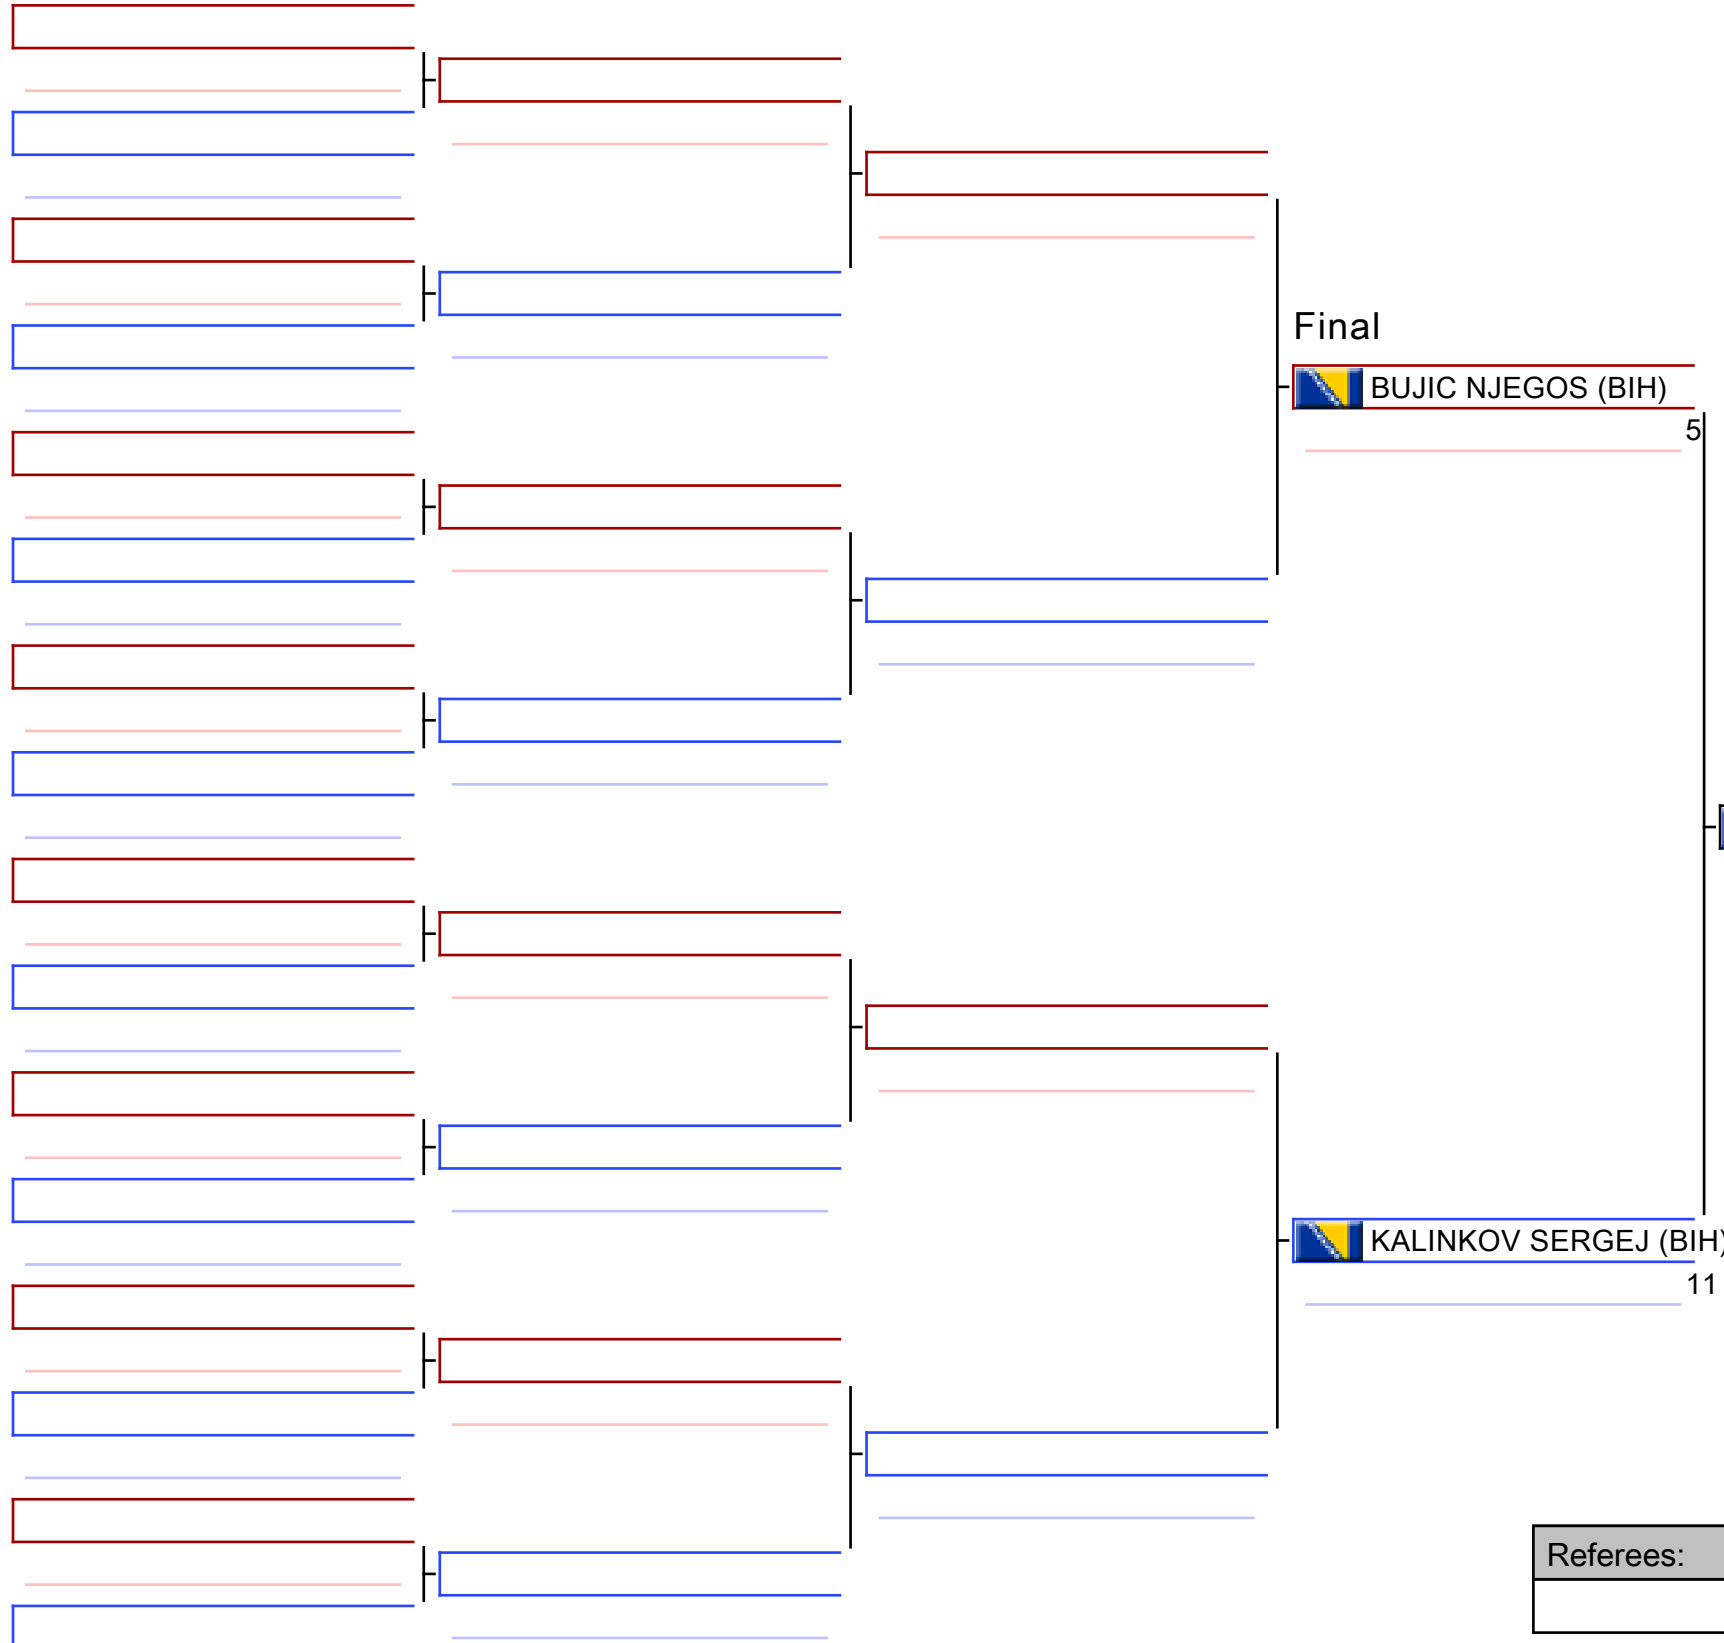 Final
BUJIC NJEGOS (BIH)
5
KALINKOV SERGEJ (BIH)
11
Referees: